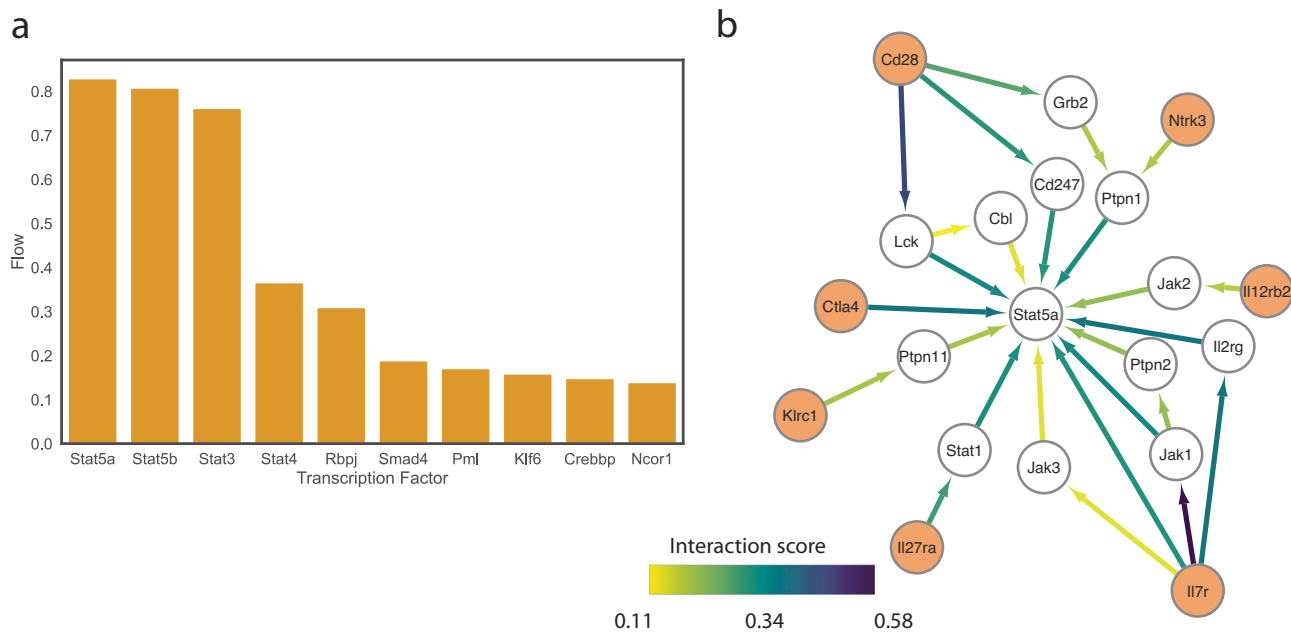 a
b
0.8
0.7
0.6
0.5
0.4
0.3
0.2
0.1
0.0
Flow
Stat5a Stat5b Stat3 Stat4 Rbpj Smad4 Pml Klf6 Crebbp Ncor1
Transcription Factor
Cd28
Grb2
Ntrk3
Cd247
Ptpn1
Cbl
Lck
Jak2
Il12rb2
Ctla4
Stat5a
Il2rg
Ptpn11
Ptpn2
Klrc1
Stat1
Jak3
Jak1
Il27ra
Il7r
Interaction score
0.11 0.34 0.58